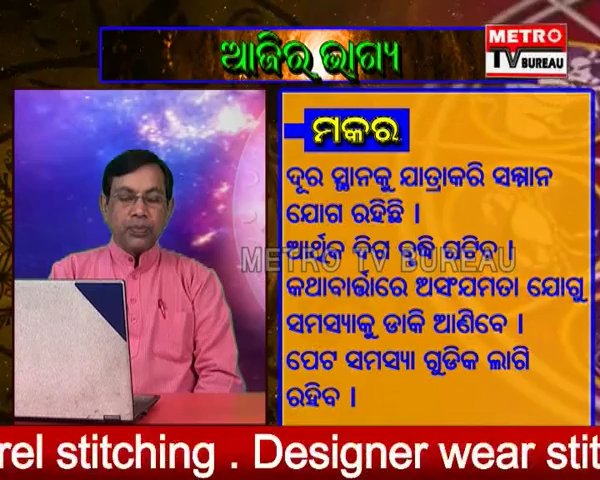 ଆଜିର ଭାଗ୍ୟ
METRO
TV BUREAU
ମକର
ଦୂର ସ୍ଥାନକୁ ଯାତ୍ରାକରି ସମ୍ମାନ
ଯୋଗ ରହିଛି ।
ଆର୍ଥିକ ଦିଗ ବୃଦ୍ଧି ଘଟିବ ।
METRO TV BUREAU
କଥାବାର୍ତ୍ତାରେ ଅସଂଯମତା ଯୋଗୁ
ସମସ୍ୟାକୁ ଡାକି ଆଣିବେ ।
ପେଟ ସମସ୍ୟା ଗୁଡିକ ଲାଗି
ରହିବ ।
rel stitching . Designer wear stit